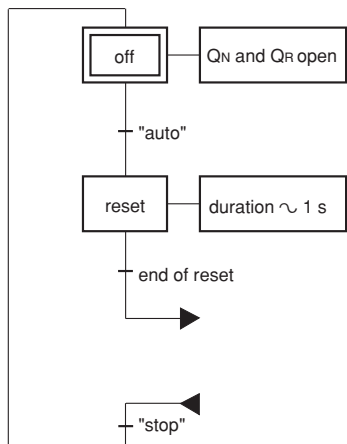 off
QN and QR open
"auto"
reset
duration ∿ 1 s
end of reset
"stop"